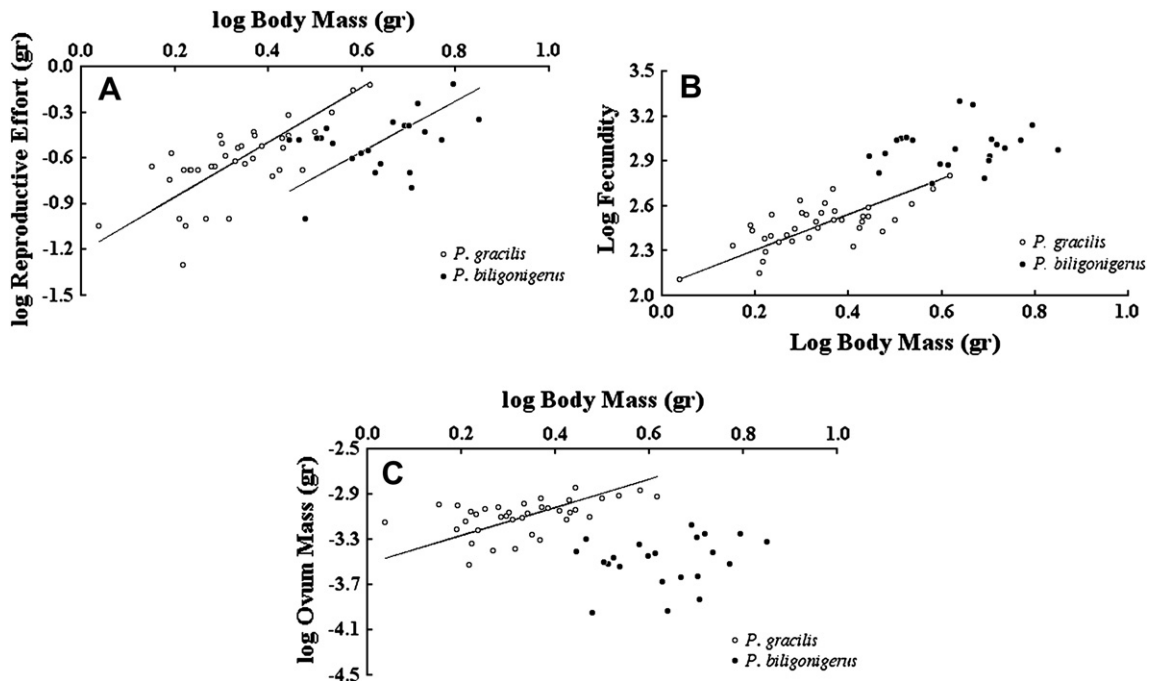 log Body Mass (gr)
0.0 0.2 0.4 0.6 0.8 1.0
log Reproductive Effort (gr)
0.0
-0.3
-0.6
-0.9
-1.2
-1.5
A
P. gracilis
P. biligonigerus
Log Fecundity
3.5
3.2
2.9
2.6
2.3
2.0
B
P. gracilis
P. biligonigerus
0.0 0.2 0.4 0.6 0.8 1.0
Log Body Mass (gr)
log Body Mass (gr)
0.0 0.2 0.4 0.6 0.8 1.0
log Ovum Mass (gr)
-2.5
-2.9
-3.3
-3.7
-4.1
-4.5
C
P. gracilis
P. biligonigerus